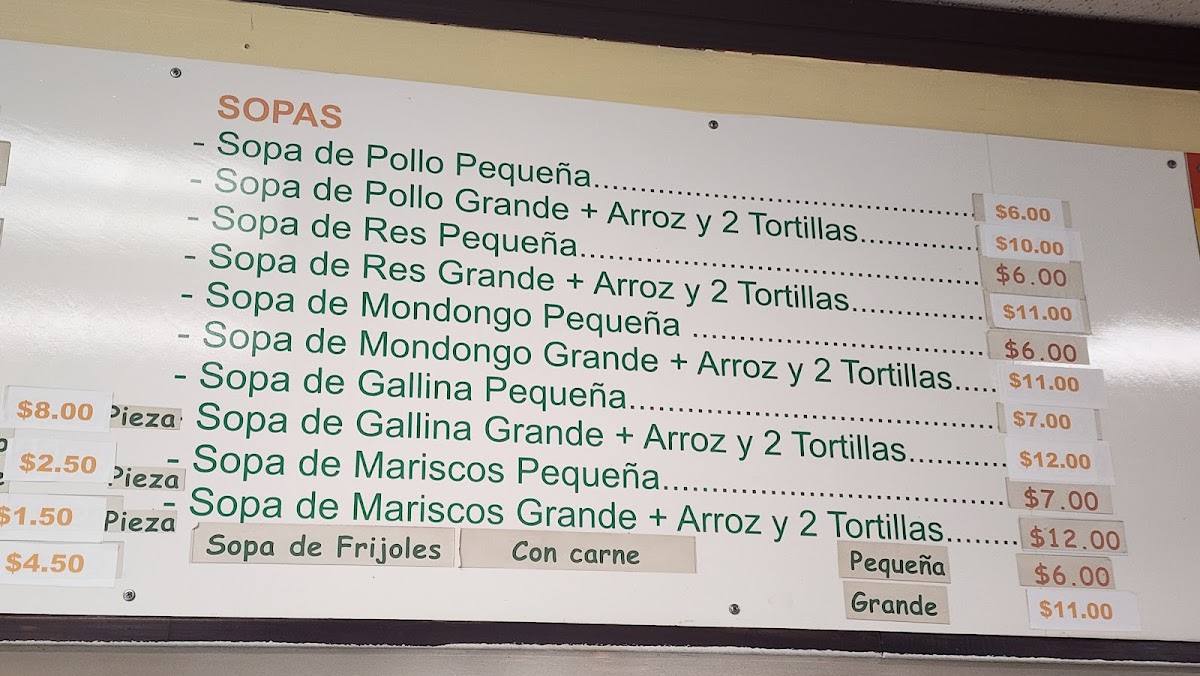 SOPAS
- Sopa de Pollo Pequeña.......................................... $6.00
- Sopa de Pollo Grande + Arroz y 2 Tortillas............. $10.00
- Sopa de Res Pequeña............................................ $6.00
- Sopa de Res Grande + Arroz y 2 Tortillas............... $11.00
- Sopa de Mondongo Pequeña ................................ $6.00
- Sopa de Mondongo Grande + Arroz y 2 Tortillas..... $11.00
- Sopa de Gallina Pequeña........................................ $7.00
$8.00 Pieza
- Sopa de Gallina Grande + Arroz y 2 Tortillas........... $12.00
$2.50 Pieza
- Sopa de Mariscos Pequeña..................................... $7.00
$1.50 Pieza
- Sopa de Mariscos Grande + Arroz y 2 Tortillas........ $12.00
$4.50
Sopa de Frijoles Con carne Pequeña $6.00
Grande $11.00